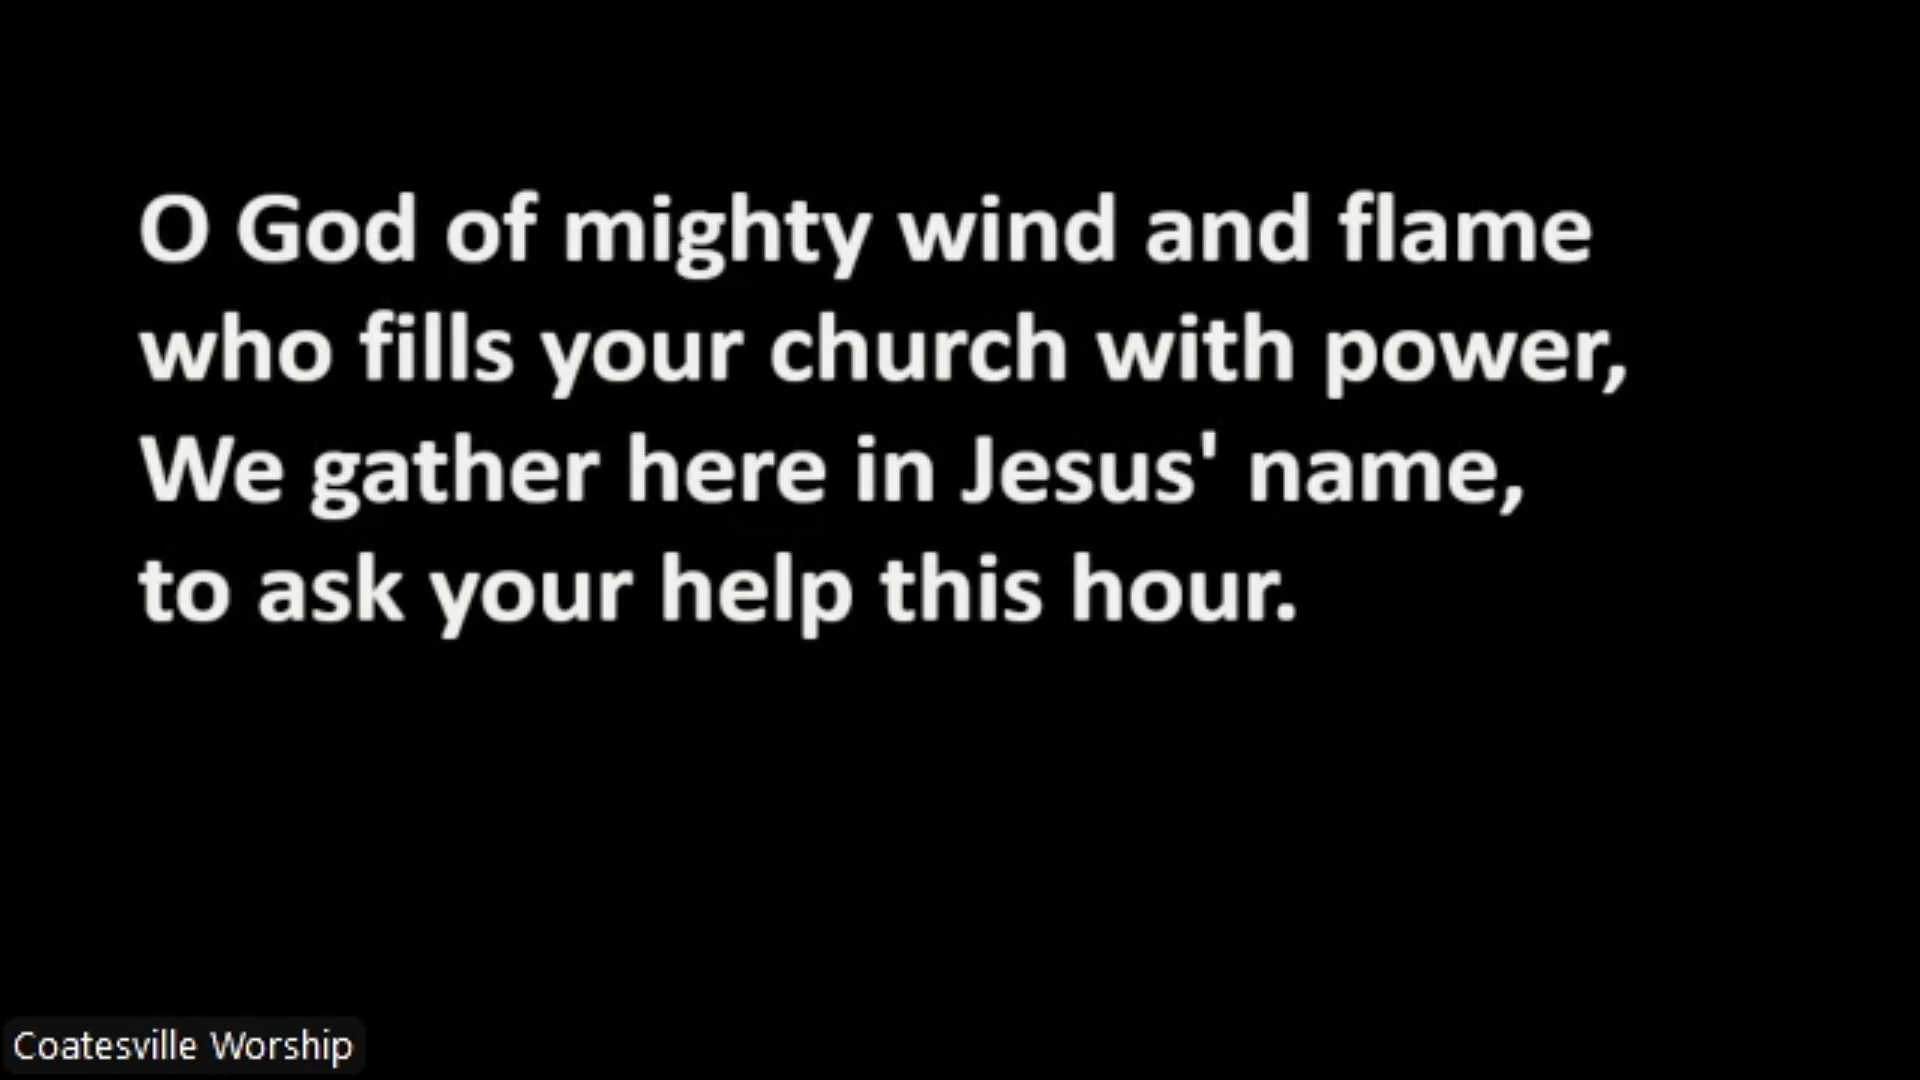 O God of mighty wind and flame
who fills your church with power,
We gather here in Jesus' name,
to ask your help this hour.
Coatesville Worship